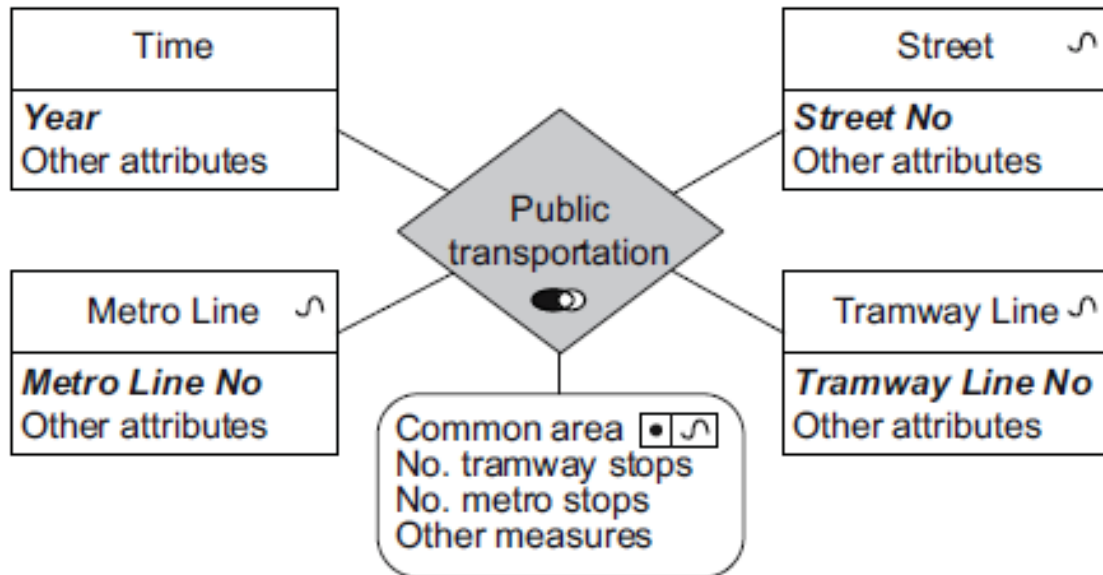 Time
Year
Other attributes
Street
Street No
Other attributes
Public
transportation
Metro Line
Metro Line No
Other attributes
Tramway Line
Tramway Line No
Other attributes
Common area
No. tramway stops
No. metro stops
Other measures